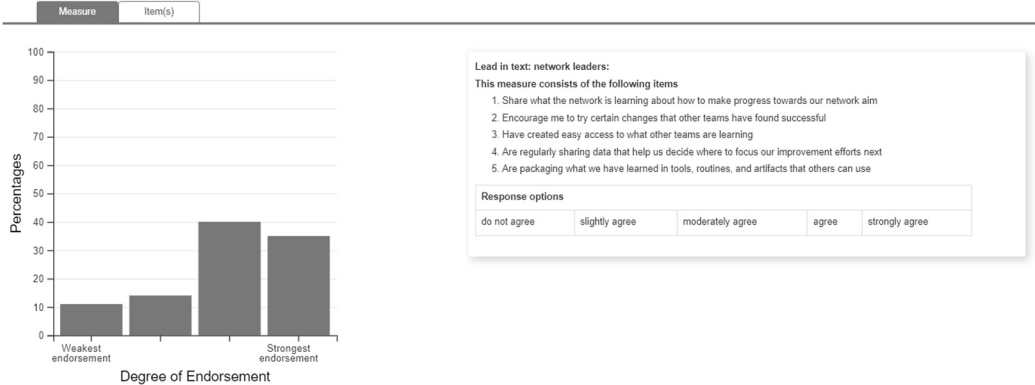 Measure
Item(s)
100
90
80
70
60
50
40
30
20
10
0
Percentages
Weakest
endorsement
Strongest
endorsement
Degree of Endorsement
Lead in text: network leaders:
This measure consists of the following items
1. Share what the network is learning about how to make progress towards our network aim
2. Encourage me to try certain changes that other teams have found successful
3. Have created easy access to what other teams are learning
4. Are regularly sharing data that help us decide where to focus our improvement efforts next
5. Are packaging what we have learned in tools, routines, and artifacts that others can use
Response options
do not agree slightly agree moderately agree agree strongly agree